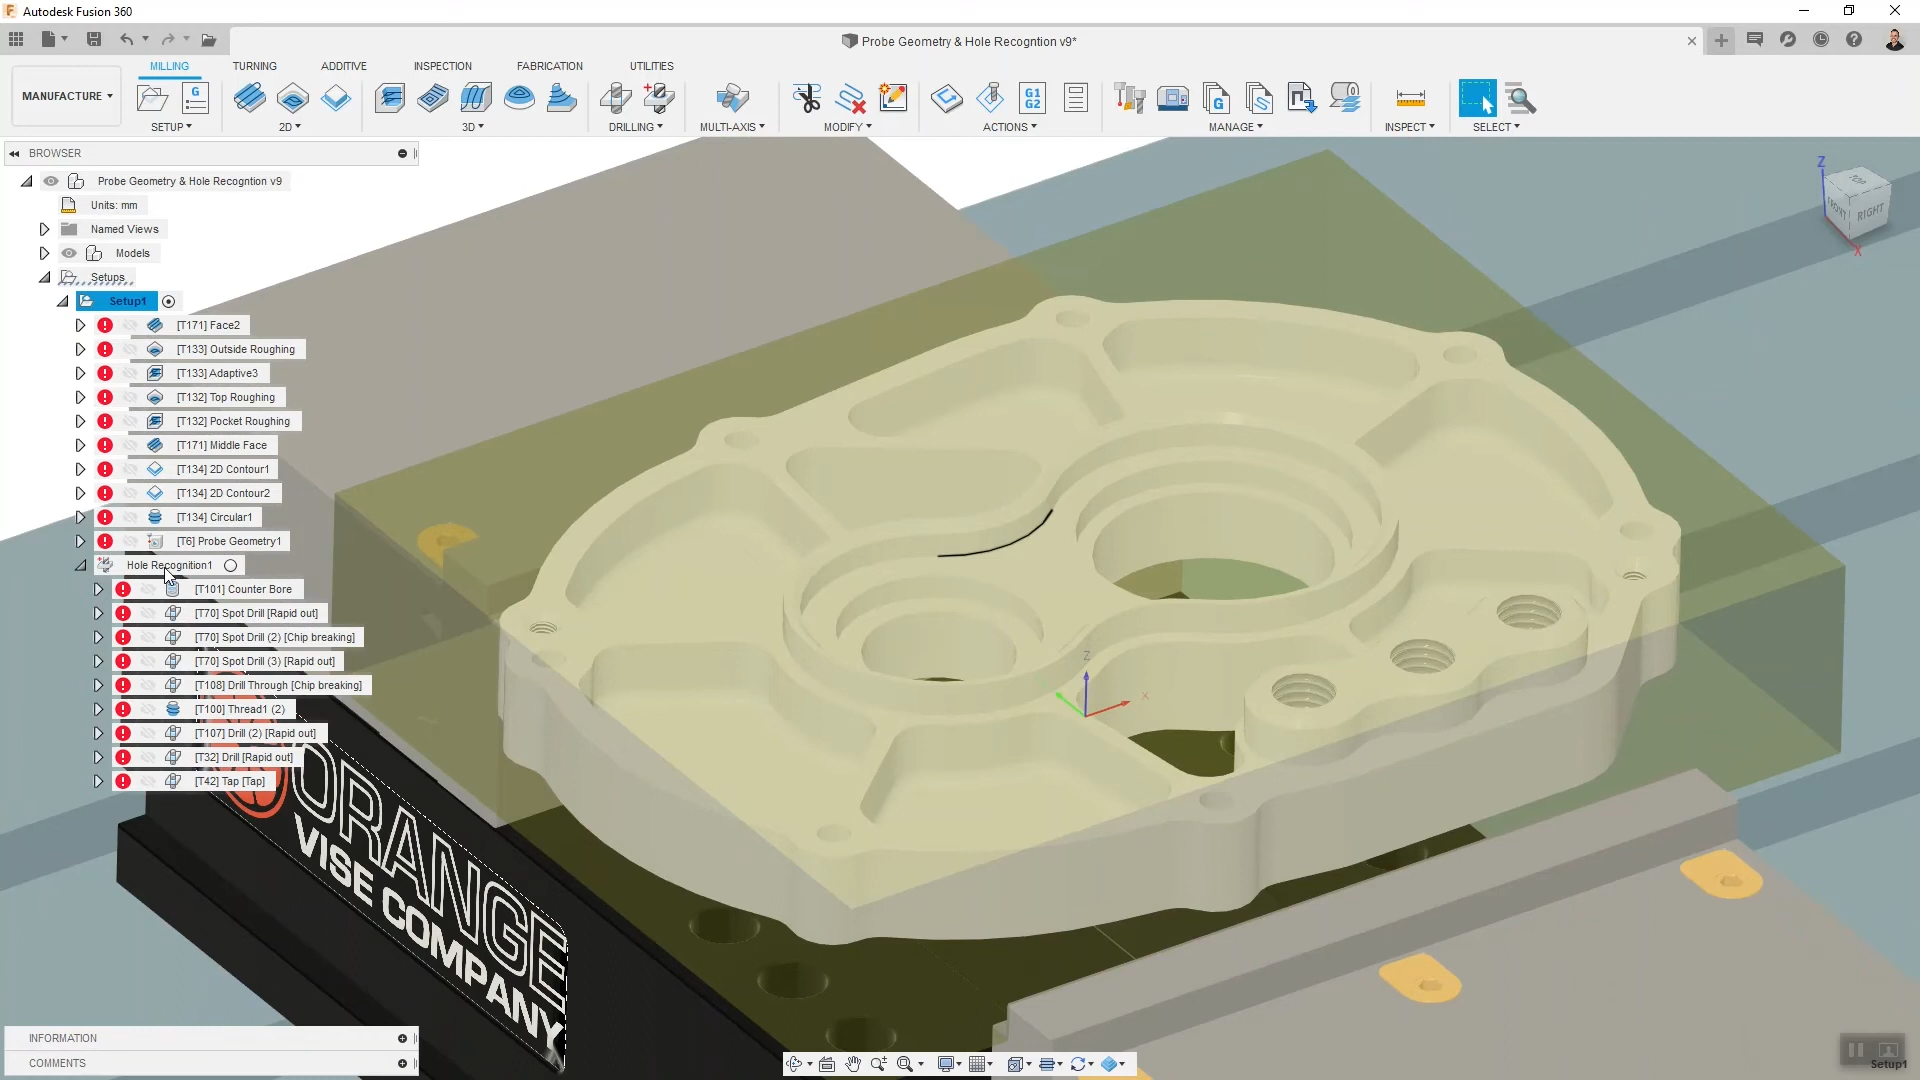 Autodesk Fusion 360
Probe Geometry & Hole Recogntion v9*
MILLING TURNING ADDITIVE INSPECTION FABRICATION UTILITIES
MANUFACTURE
G
G1
G2
G
SETUP 2D 3D DRILLING MULTI-AXIS MODIFY ACTIONS MANAGE INSPECT SELECT
BROWSER
Probe Geometry & Hole Recogntion v9
Units: mm
Named Views
Models
Setups
Setup1
[T171] Face2
[T133] Outside Roughing
[T133] Adaptive3
[T132] Top Roughing
[T132] Pocket Roughing
[T171] Middle Face
[T134] 2D Contour1
[T134] 2D Contour2
[T134] Circular1
[T6] Probe Geometry1
Hole Recognition1
[T101] Counter Bore
[T70] Spot Drill [Rapid out]
[T70] Spot Drill (2) [Chip breaking]
[T70] Spot Drill (3) [Rapid out]
[T108] Drill Through [Chip breaking]
[T100] Thread1 (2)
[T107] Drill (2) [Rapid out]
[T32] Drill [Rapid out]
[T42] Tap [Tap]
Z
TOP
FRONT
RIGHT
X
Z
X
ORANGE
VISE COMPANY
INFORMATION
COMMENTS
Setup1